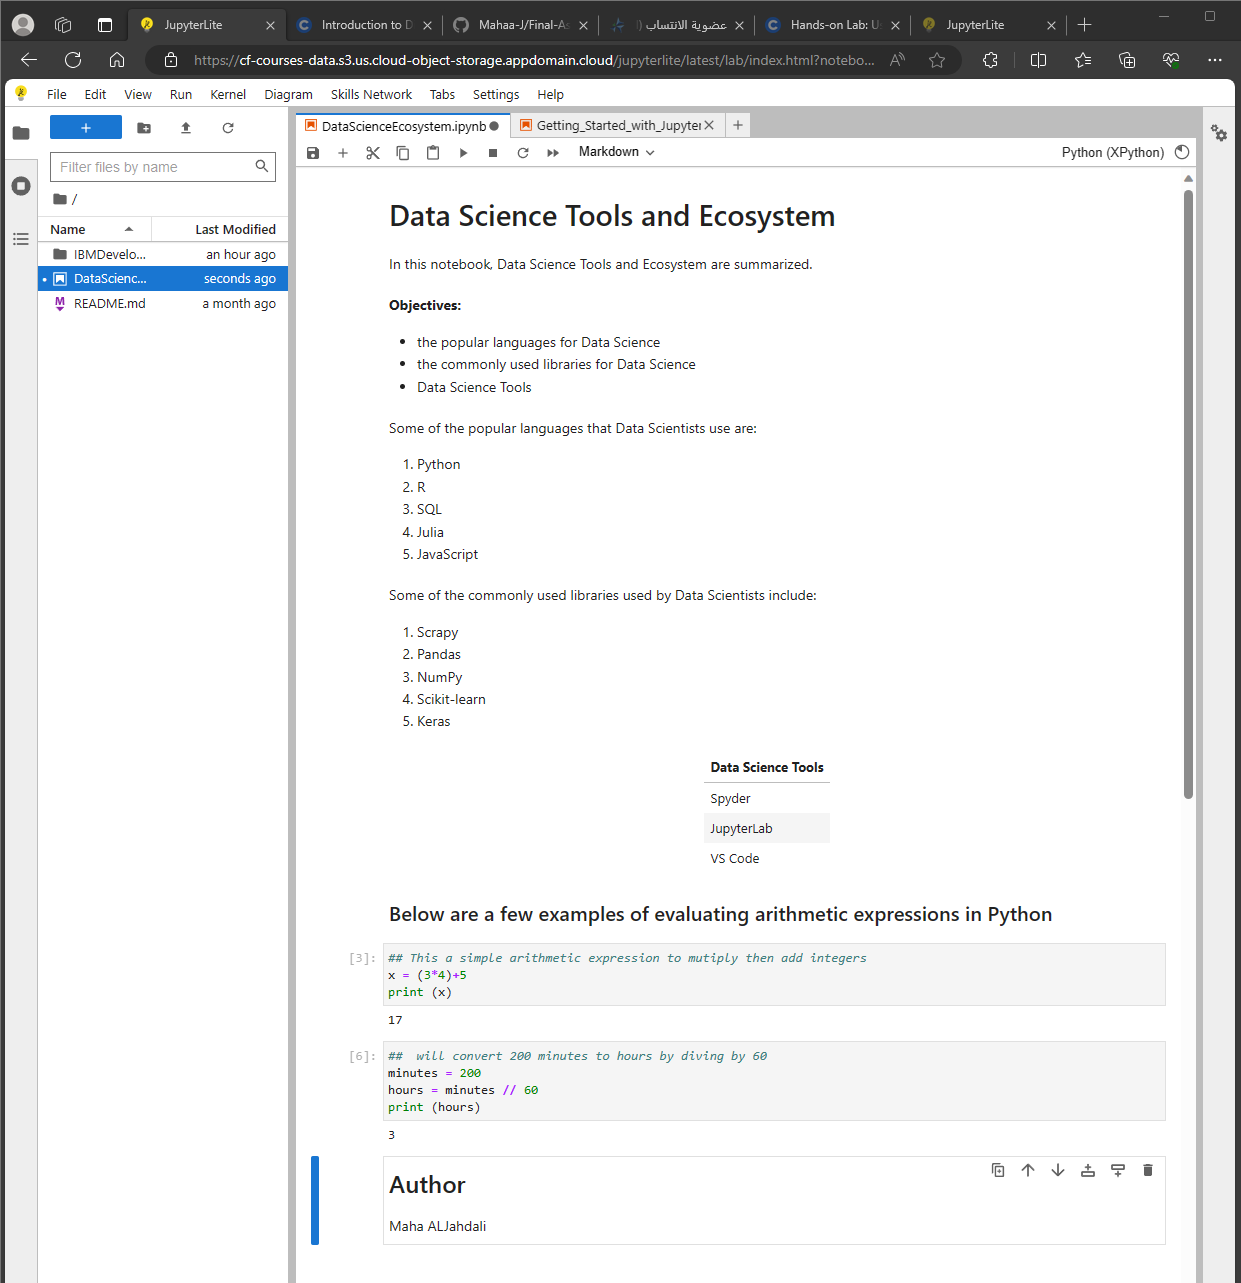 JupyterLite
Introduction to D
Mahaa-J/Final-As
عضوية الانتساب (
Hands-on Lab: U
JupyterLite
https://cf-courses-data.s3.us.cloud-object-storage.appdomain.cloud/jupyterlite/latest/lab/index.html?notebo...
File Edit View Run Kernel Diagram Skills Network Tabs Settings Help
Filter files by name
/
Name Last Modified
IBMDevelo... an hour ago
DataScienc... seconds ago
README.md a month ago
DataScienceEcosystem.ipynb
Getting_Started_with_Jupyter
Markdown
Python (XPython)
Data Science Tools and Ecosystem
In this notebook, Data Science Tools and Ecosystem are summarized.
Objectives:
• the popular languages for Data Science
• the commonly used libraries for Data Science
• Data Science Tools
Some of the popular languages that Data Scientists use are:
1. Python
2. R
3. SQL
4. Julia
5. JavaScript
Some of the commonly used libraries used by Data Scientists include:
1. Scrapy
2. Pandas
3. NumPy
4. Scikit-learn
5. Keras
Data Science Tools
Spyder
JupyterLab
VS Code
Below are a few examples of evaluating arithmetic expressions in Python
[3]: ## This a simple arithmetic expression to mutiply then add integers
x = (3*4)+5
print (x)
17
[6]: ##  will convert 200 minutes to hours by diving by 60
minutes = 200
hours = minutes // 60
print (hours)
3
Author
Maha ALJahdali